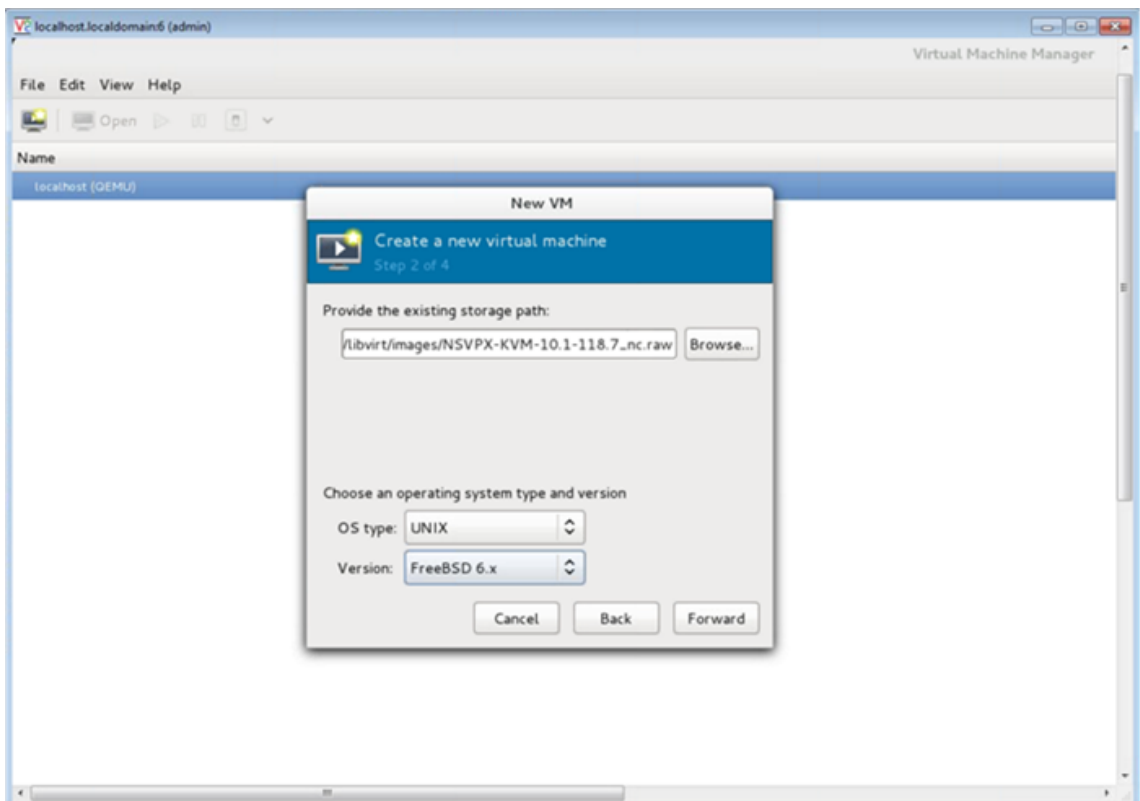 localhost.localdomain:6 (admin)
Virtual Machine Manager
File Edit View Help
Open
Name
localhost (QEMU)
New VM
Create a new virtual machine
Step 2 of 4
Provide the existing storage path:
/libvirt/images/NSVPX-KVM-10.1-118.7_nc.raw Browse...
Choose an operating system type and version
OS type: UNIX
Version: FreeBSD 6.x
Cancel Back Forward